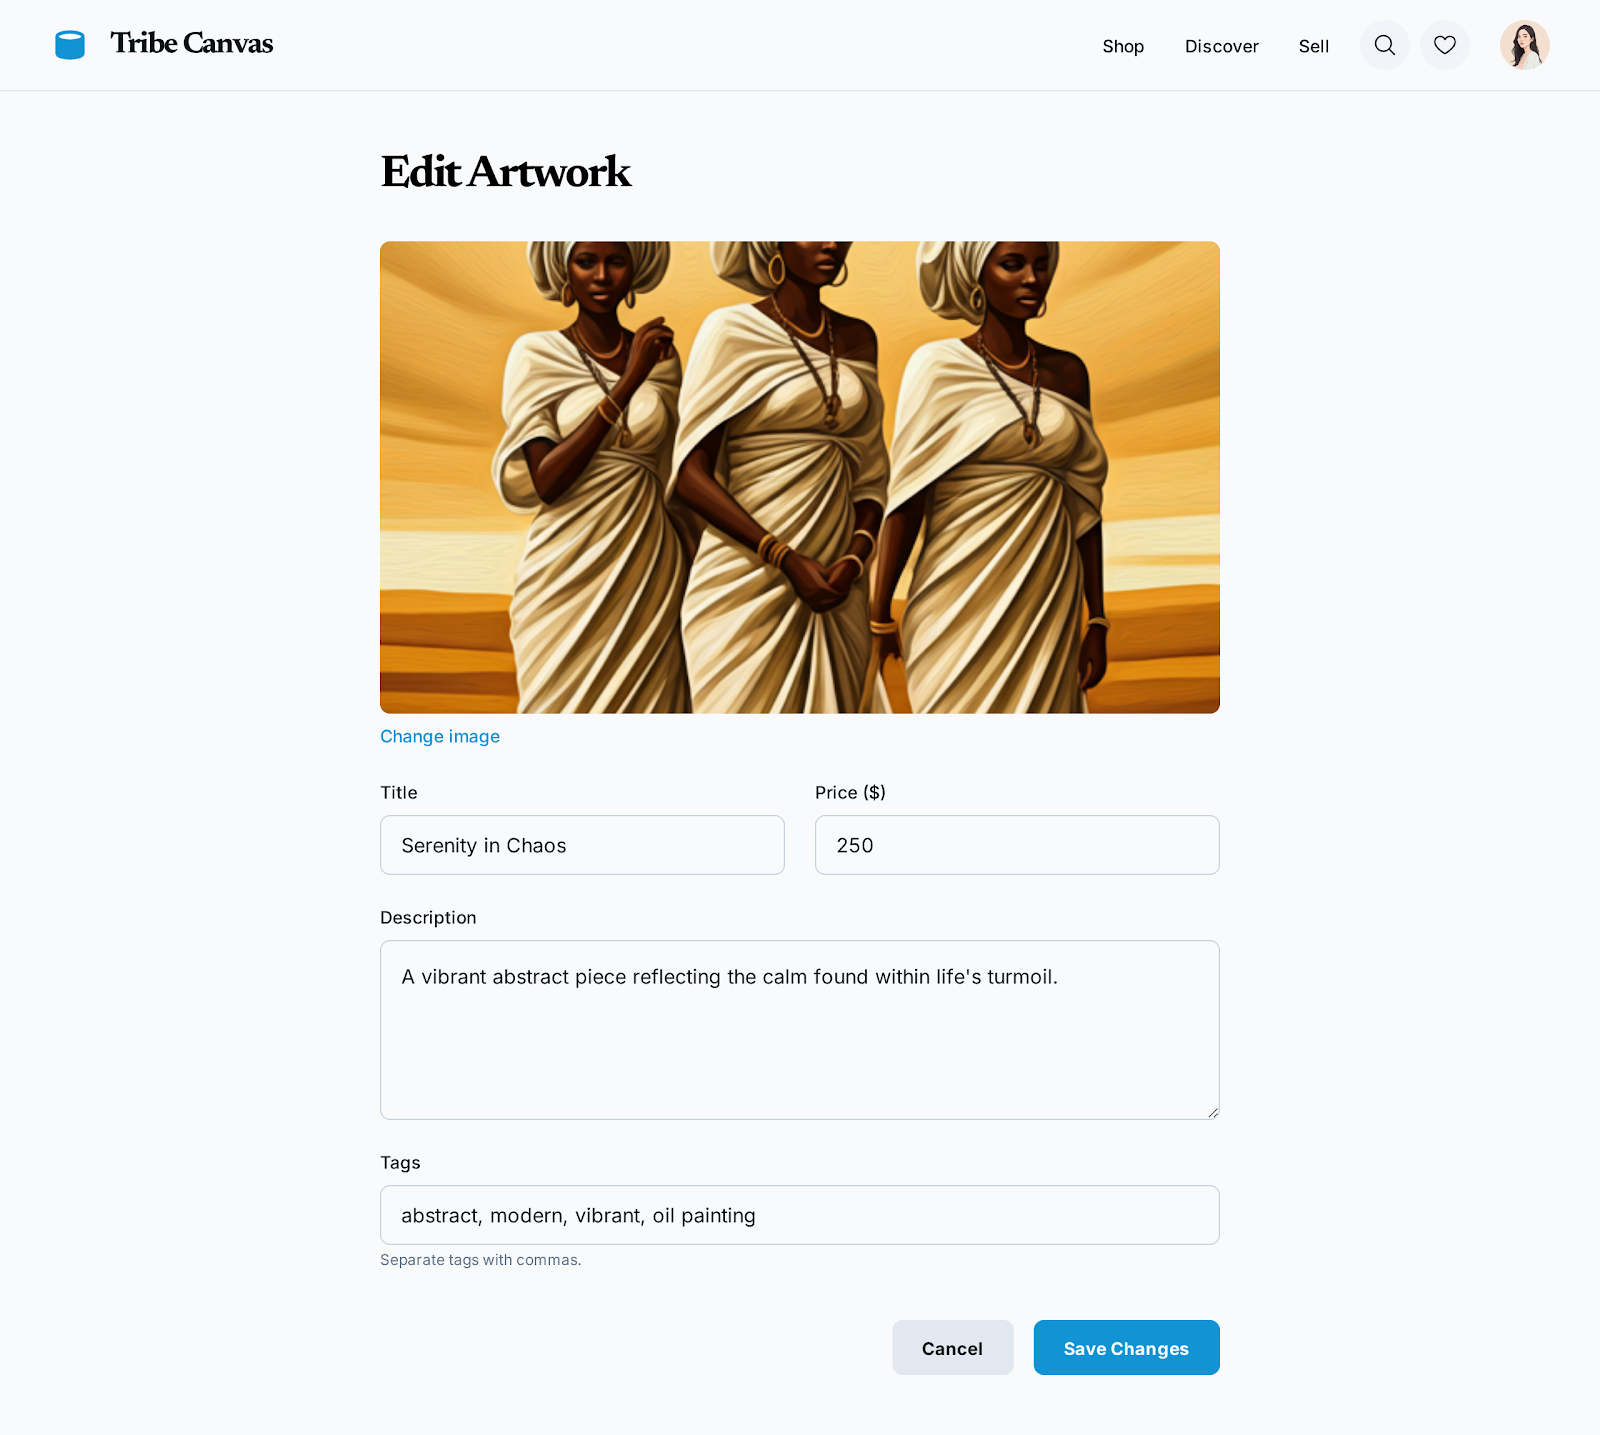 Tribe Canvas
Shop
Discover
Sell
Edit Artwork
Change image
Title
Price ($)
Serenity in Chaos
250
Description
A vibrant abstract piece reflecting the calm found within life's turmoil.
Tags
abstract, modern, vibrant, oil painting
Separate tags with commas.
Cancel
Save Changes